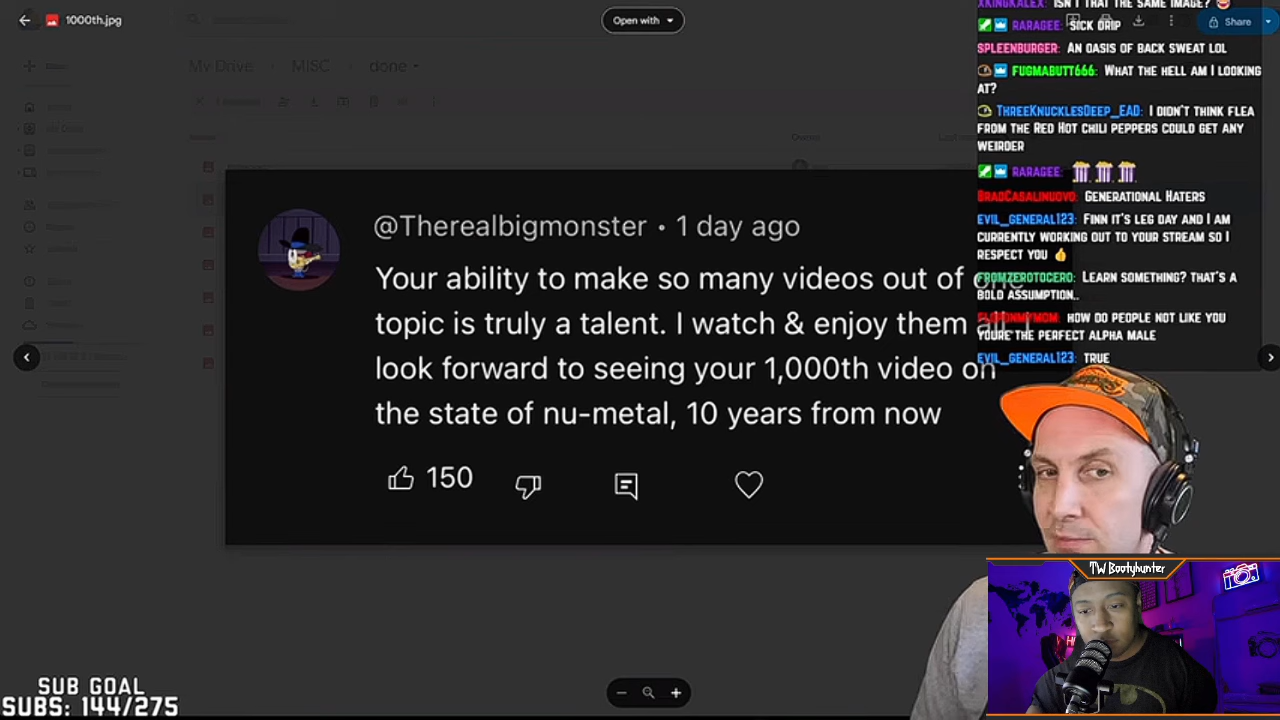 1000th.jpg
Open with
Share
My Drive
MISC
done
@Therealbigmonster • 1 day ago
Your ability to make so many videos out of one
topic is truly a talent. I watch & enjoy them all. I
look forward to seeing your 1,000th video on
the state of nu-metal, 10 years from now
150
XKINGKALEX: ISN'T THAT THE SAME IMAGE?
RARAGEE: SICK DRIP
SPLEENBURGER: AN OASIS OF BACK SWEAT LOL
FUGMABUTT666: WHAT THE HELL AM I LOOKING
AT?
THREEKNUCKLESDEEP_EAD: I DIDN'T THINK FLEA
FROM THE RED HOT CHILI PEPPERS COULD GET ANY
WEIRDER
RARAGEE:
BRADCASALINUOVO: GENERATIONAL HATERS
EVIL_GENERAL123: FINN IT'S LEG DAY AND I AM
CURRENTLY WORKING OUT TO YOUR STREAM SO I
RESPECT YOU 👍
FROMZEROTOCERO: LEARN SOMETHING? THAT'S A
BOLD ASSUMPTION..
HOW DO PEOPLE NOT LIKE YOU
YOURE THE PERFECT ALPHA MALE
EVIL_GENERAL123: TRUE
TW Bootyhunter
SUB GOAL
SUBS: 144/275